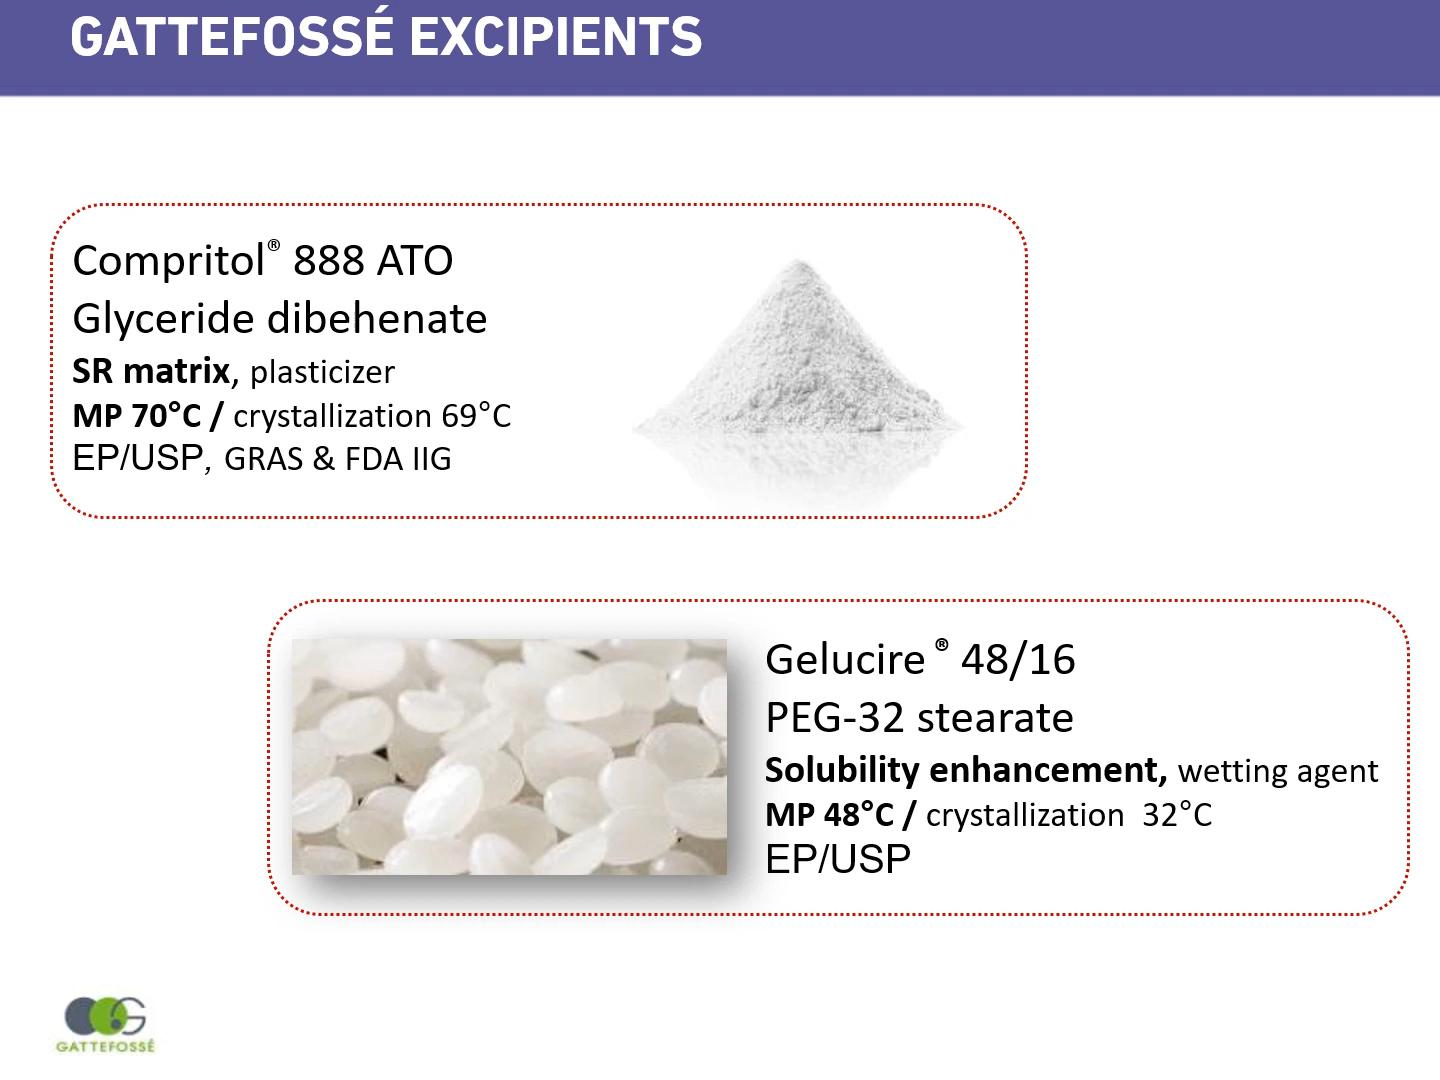 GATTEFOSSÉ EXCIPIENTS
Compritol® 888 ATO
Glyceride dibehenate
SR matrix, plasticizer
MP 70°C / crystallization 69°C
EP/USP, GRAS & FDA IIG
Gelucire ® 48/16
PEG-32 stearate
Solubility enhancement, wetting agent
MP 48°C / crystallization 32°C
EP/USP
GATTEFOSSÉ